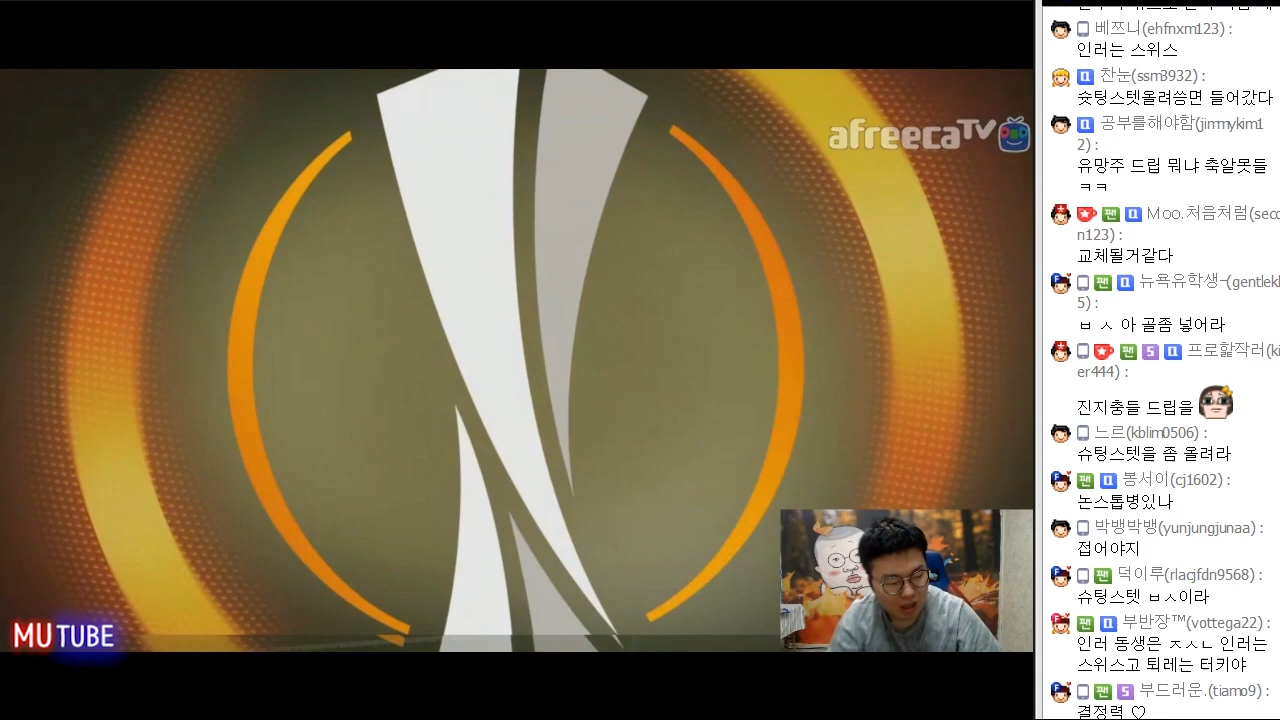 afreecaTV
MU TUBE
베쯔니(ehfnxm123) :
인러는 스위스
찬눈(ssm8932) :
슛팅스텟올려씅면 들어갔다
공부를해야함(jimmykim1
2) :
유망주 드립 뭐냐 축알못들
ㅋㅋ
Moo.처음처럼(seo
n123) :
교체될거같다
뉴욕유학생-(gentlek
5) :
ㅂ ㅅ 아 골좀 넣어라
프로핥작러(ki
er444) :
진지충들 드립을
느르(kblim0506) :
슈팅스텟을 좀 올려라
봉서이(cj1602) :
논스톱병있나
박뱅박뱅(yunjungjunaa) :
접어야지
덕이루(rlacjfdn9568) :
슈팅스텟 ㅂㅅ이라
부반장™(vottega22) :
인러 동생은 ㅈㅅㄴ 인러는
스위스고 퇴레는 터키야
부드러운.(tiamo9) :
결정력 ♡